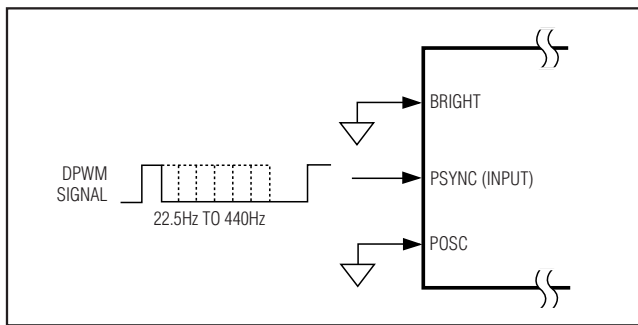 BRIGHT
DPWM
SIGNAL
PSYNC (INPUT)
22.5Hz TO 440Hz
POSC